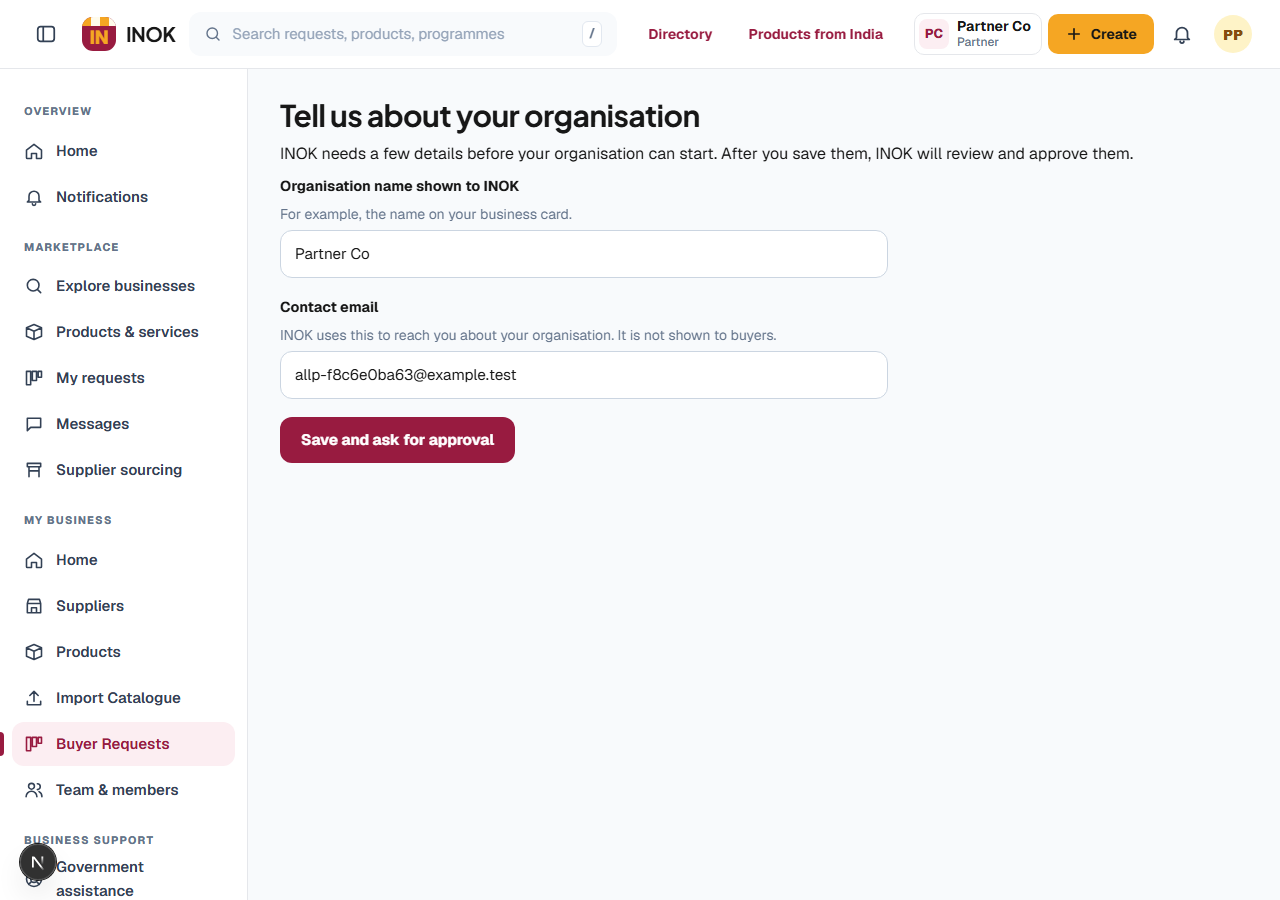 IN INOK
Search requests, products, programmes
/
Directory
Products from India
PC
Partner Co
Partner
Create
PP
OVERVIEW
Home
Notifications
MARKETPLACE
Explore businesses
Products & services
My requests
Messages
Supplier sourcing
MY BUSINESS
Home
Suppliers
Products
Import Catalogue
Buyer Requests
Team & members
BUSINESS SUPPORT
N
Government
assistance
Tell us about your organisation
INOK needs a few details before your organisation can start. After you save them, INOK will review and approve them.
Organisation name shown to INOK
For example, the name on your business card.
Partner Co
Contact email
INOK uses this to reach you about your organisation. It is not shown to buyers.
allp-f8c6e0ba63@example.test
Save and ask for approval